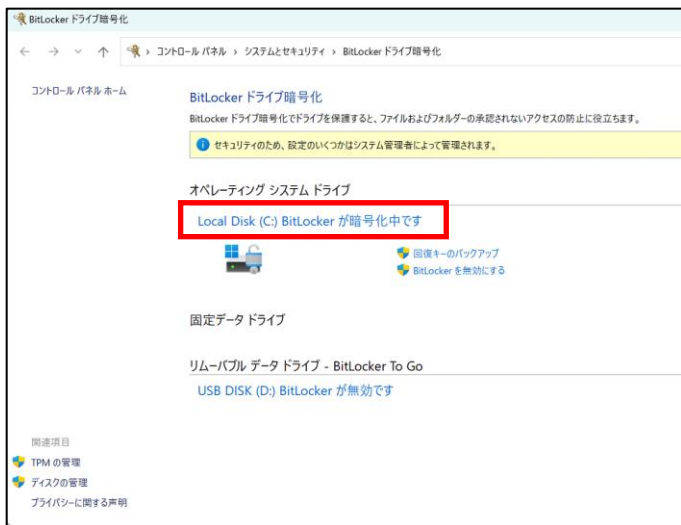 BitLocker ドライブ暗号化
コントロール パネル › システムとセキュリティ › BitLocker ドライブ暗号化
コントロール パネル ホーム
BitLocker ドライブ暗号化
BitLocker ドライブ暗号化でドライブを保護すると、ファイルおよびフォルダーの承認されないアクセスの防止に役立ちます。
セキュリティのため、設定のいくつかはシステム管理者によって管理されます。
オペレーティング システム ドライブ
Local Disk (C:) BitLocker が暗号化中です
回復キーのバックアップ
BitLocker を無効にする
固定データ ドライブ
リムーバブル データ ドライブ - BitLocker To Go
USB DISK (D:) BitLocker が無効です
関連項目
TPM の管理
ディスクの管理
プライバシーに関する声明